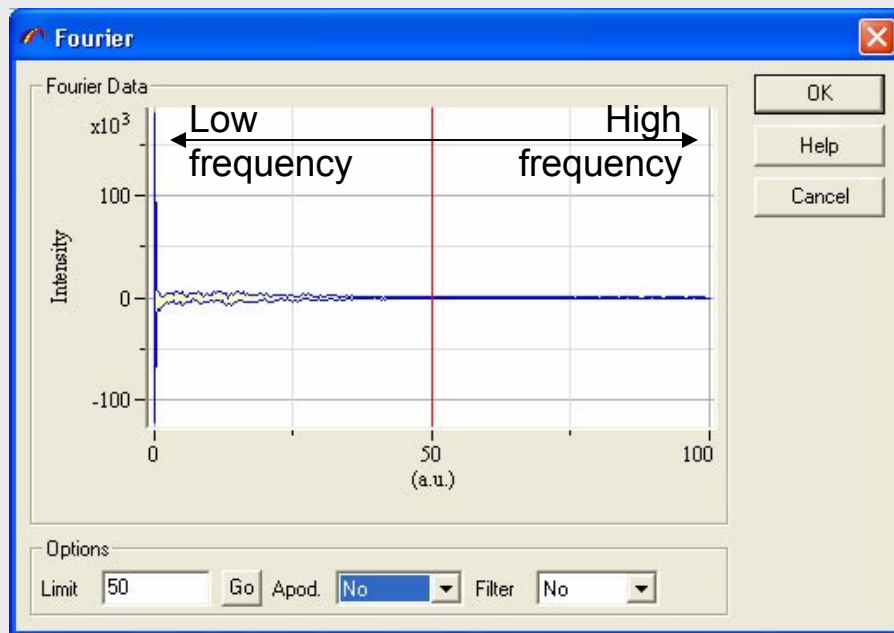 Fourier
Fourier Data
x10³
Low frequency
High frequency
100
0
-100
Intensity
0
50
100
(a.u.)
OK
Help
Cancel
Options
Limit 50 Go Apod. No Filter No